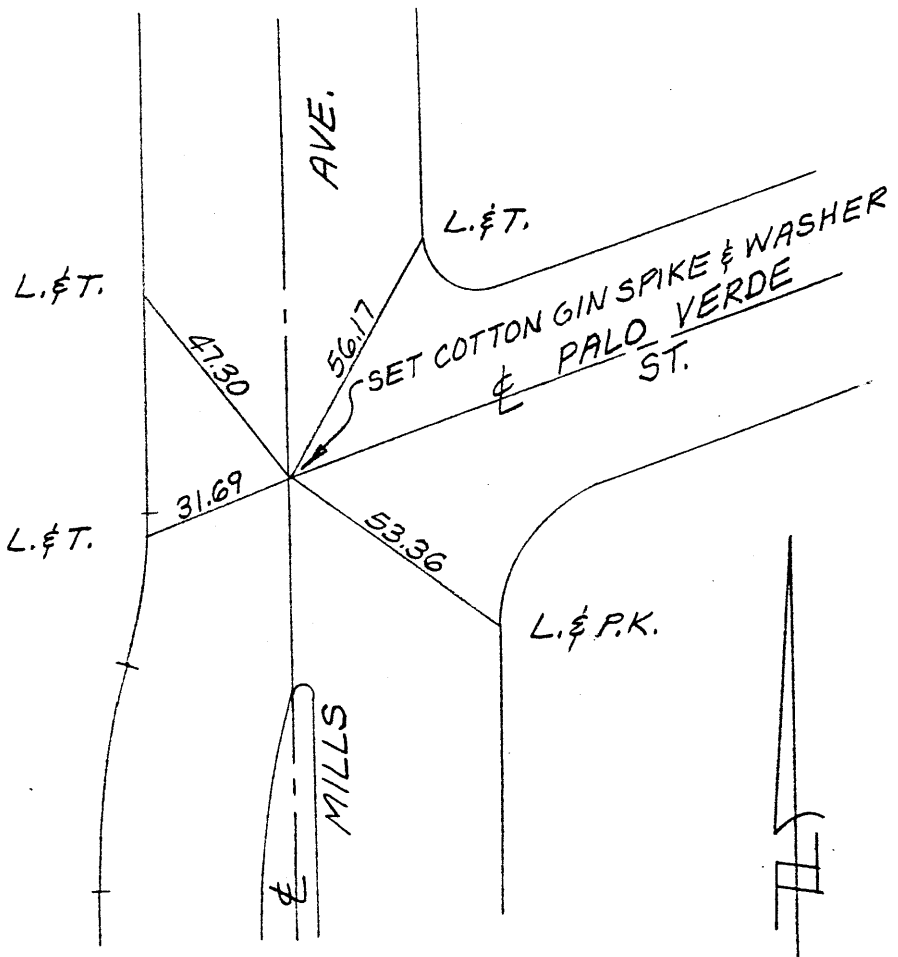 AVE.
L.&T.
L.&T.
47.30
56.17
SET COTTON GIN SPIKE & WASHER
℄ PALO VERDE
ST.
31.69
L.&T.
53.36
L.&P.K.
MILLS
℄
N